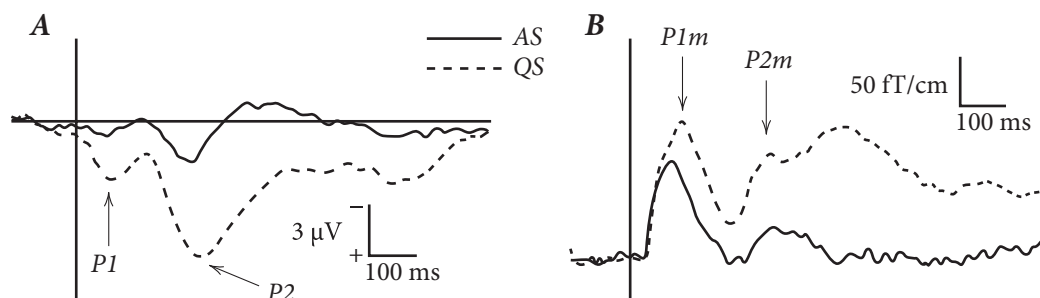 A
AS
QS
P1
P2
−
3 μV
+
100 ms
B
P1m
P2m
50 fT/cm
100 ms